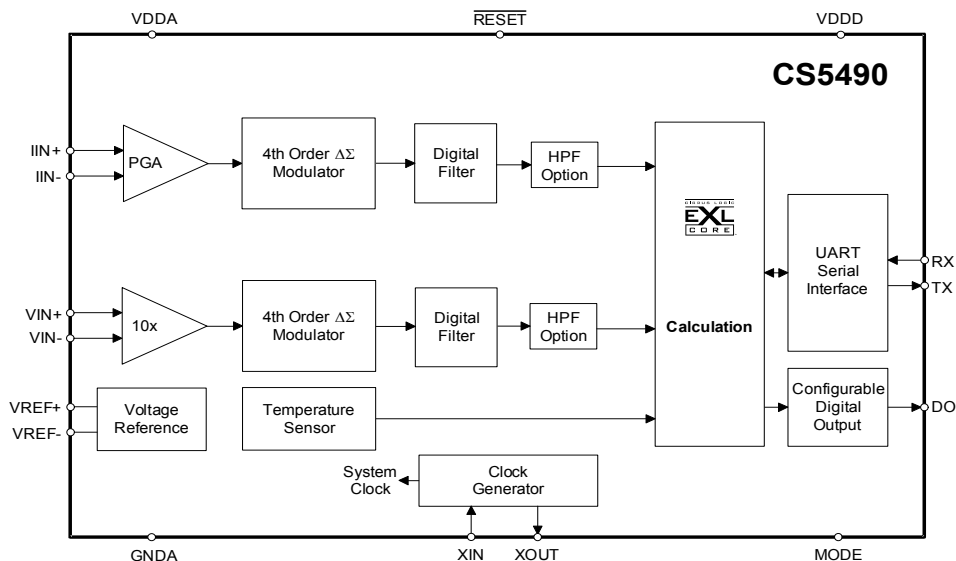 VDDA
RESET
VDDD
CS5490
IIN+
IIN-
PGA
4th Order ΔΣ
Modulator
Digital
Filter
HPF
Option
CIRRUS LOGIC
EXL
CORE
UART
Serial
Interface
RX
TX
VIN+
VIN-
10x
4th Order ΔΣ
Modulator
Digital
Filter
HPF
Option
Calculation
VREF+
VREF-
Voltage
Reference
Temperature
Sensor
Configurable
Digital
Output
DO
System
Clock
Clock
Generator
GNDA
XIN
XOUT
MODE